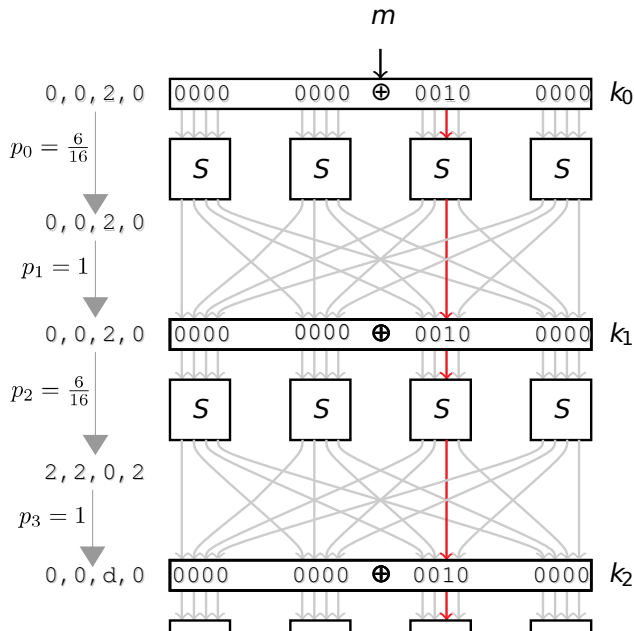 m
0,0,2,0 0000 0000 ⊕ 0010 0000 k0
p0 = 6/16
S S S S
0,0,2,0
p1 = 1
0,0,2,0 0000 0000 ⊕ 0010 0000 k1
p2 = 6/16
S S S S
2,2,0,2
p3 = 1
0,0,d,0 0000 0000 ⊕ 0010 0000 k2